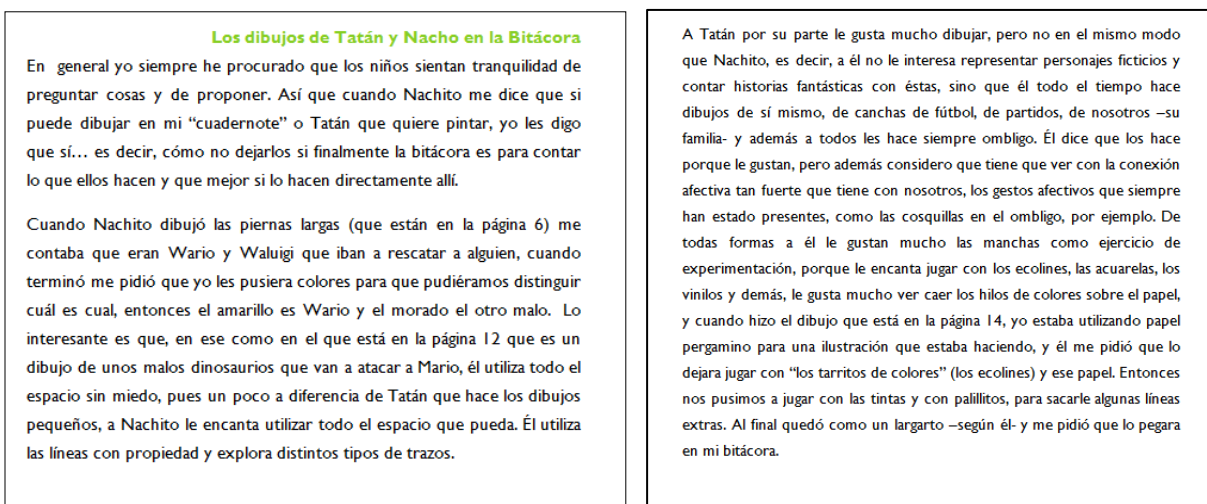 Los dibujos de Tatán y Nacho en la Bitácora
En general yo siempre he procurado que los niños sientan tranquilidad de
preguntar cosas y de proponer. Así que cuando Nachito me dice que si
puede dibujar en mi “cuadernote” o Tatán que quiere pintar, yo les digo
que sí… es decir, cómo no dejarlos si finalmente la bitácora es para contar
lo que ellos hacen y que mejor si lo hacen directamente allí.
Cuando Nachito dibujó las piernas largas (que están en la página 6) me
contaba que eran Wario y Waluigi que iban a rescatar a alguien, cuando
terminó me pidió que yo les pusiera colores para que pudiéramos distinguir
cuál es cual, entonces el amarillo es Wario y el morado el otro malo. Lo
interesante es que, en ese como en el que está en la página 12 que es un
dibujo de unos malos dinosaurios que van a atacar a Mario, él utiliza todo el
espacio sin miedo, pues un poco a diferencia de Tatán que hace los dibujos
pequeños, a Nachito le encanta utilizar todo el espacio que pueda. Él utiliza
las líneas con propiedad y explora distintos tipos de trazos.
A Tatán por su parte le gusta mucho dibujar, pero no en el mismo modo
que Nachito, es decir, a él no le interesa representar personajes ficticios y
contar historias fantásticas con éstas, sino que él todo el tiempo hace
dibujos de sí mismo, de canchas de fútbol, de partidos, de nosotros –su
familia- y además a todos les hace siempre ombligo. Él dice que los hace
porque le gustan, pero además considero que tiene que ver con la conexión
afectiva tan fuerte que tiene con nosotros, los gestos afectivos que siempre
han estado presentes, como las cosquillas en el ombligo, por ejemplo. De
todas formas a él le gustan mucho las manchas como ejercicio de
experimentación, porque le encanta jugar con los ecolines, las acuarelas, los
vinilos y demás, le gusta mucho ver caer los hilos de colores sobre el papel,
y cuando hizo el dibujo que está en la página 14, yo estaba utilizando papel
pergamino para una ilustración que estaba haciendo, y él me pidió que lo
dejara jugar con “los tarritos de colores” (los ecolines) y ese papel. Entonces
nos pusimos a jugar con las tintas y con palillitos, para sacarle algunas líneas
extras. Al final quedó como un largarto –según él- y me pidió que lo pegara
en mi bitácora.